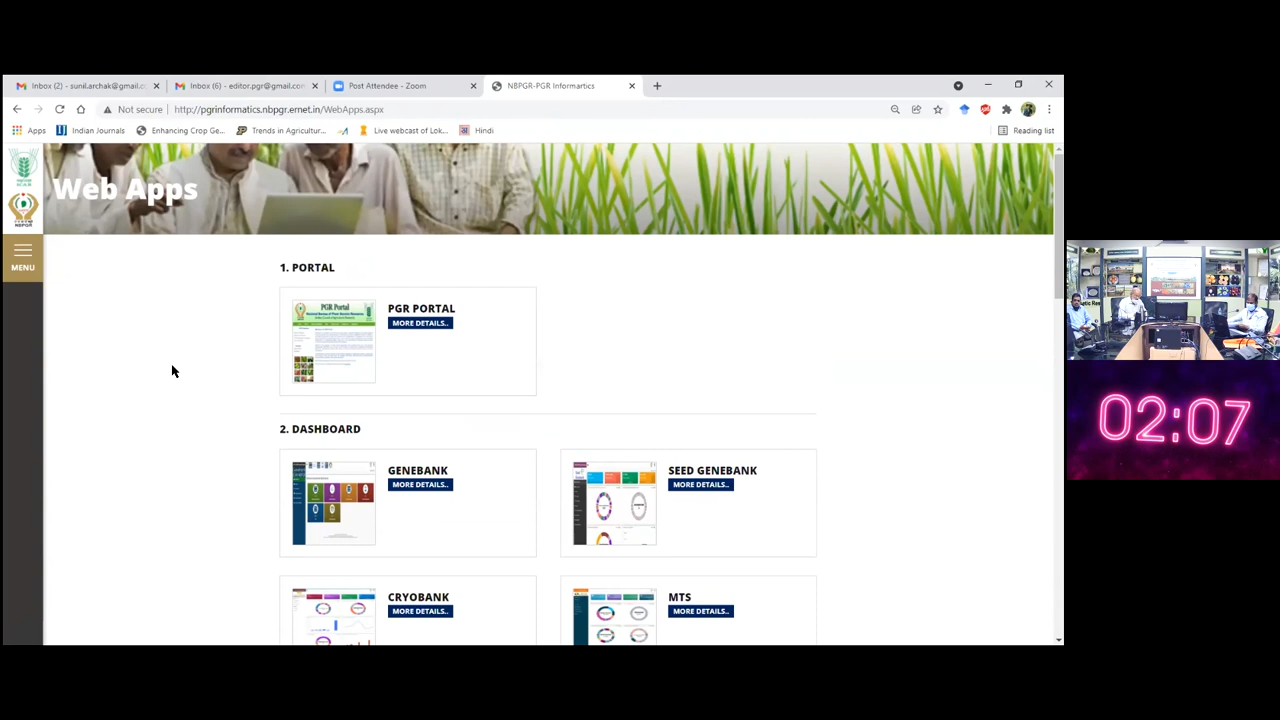 Inbox (2) - sunil.archak@gmail.c
Inbox (6) - editor.pgr@gmail.com
Post Attendee - Zoom
NBPGR-PGR Informatics
Not secure
http://pgrinformatics.nbpgr.ernet.in/WebApps.aspx
Apps
Indian Journals
Enhancing Crop Ge...
Trends in Agricultur...
Live webcast of Lok...
Hindi
Reading list
Web Apps
NBPGR
MENU
1. PORTAL
PGR Portal
PGR PORTAL
MORE DETAILS..
2. DASHBOARD
GENEBANK
MORE DETAILS..
SEED GENEBANK
MORE DETAILS..
CRYOBANK
MORE DETAILS..
MTS
MORE DETAILS..
02:07